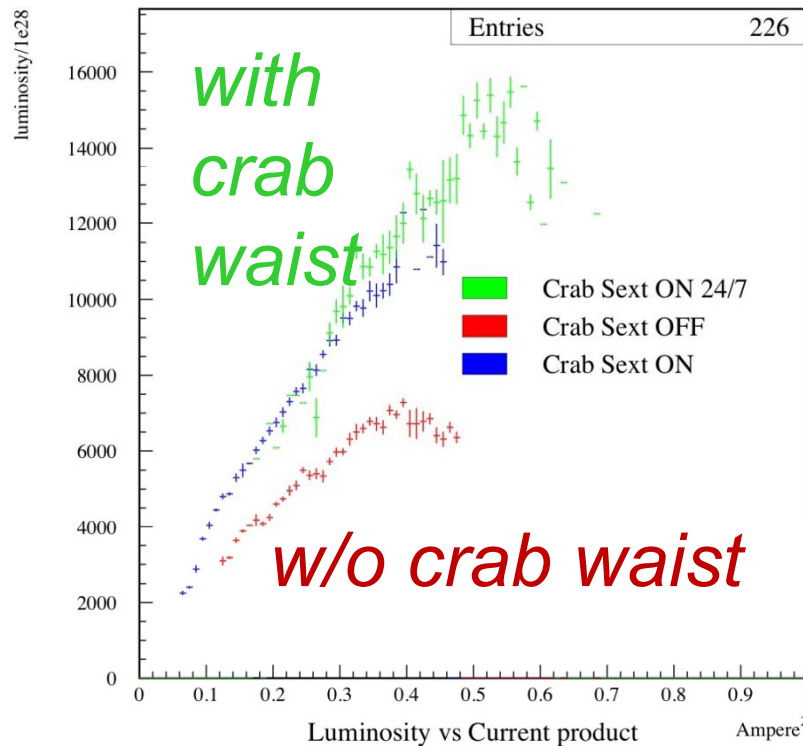 luminosity/1e28
Entries 226
16000
14000
12000
10000
8000
6000
4000
2000
0
with
crab
waist
Crab Sext ON 24/7
Crab Sext OFF
Crab Sext ON
w/o crab waist
0 0.1 0.2 0.3 0.4 0.5 0.6 0.7 0.8 0.9
Luminosity vs Current product
Ampere²